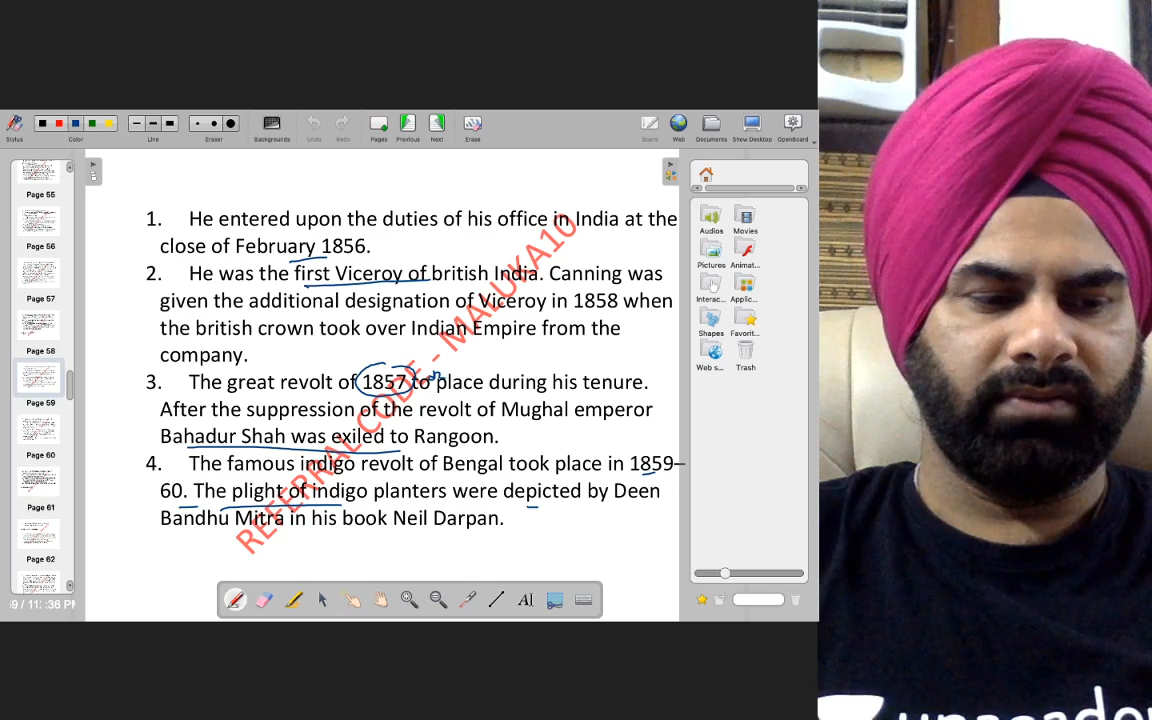 Stylus
Color
Line
Eraser
Backgrounds
Undo
Redo
Pages
Previous
Next
Erase
Board
Web
Documents
Show Desktop
OpenBoard
Page 55
Page 56
Page 57
Page 58
Page 59
Page 60
Page 61
Page 62
1. He entered upon the duties of his office in India at the
close of February 1856.
2. He was the first Viceroy of british India. Canning was
given the additional designation of Viceroy in 1858 when
the british crown took over Indian Empire from the
company.
3. The great revolt of 1857 took place during his tenure.
After the suppression of the revolt of Mughal emperor
Bahadur Shah was exiled to Rangoon.
4. The famous indigo revolt of Bengal took place in 1859–
60. The plight of indigo planters were depicted by Deen
Bandhu Mitra in his book Neil Darpan.
REFERRAL CODE - MALUKA10
Audios
Movies
Pictures
Animat...
Interac...
Applic...
Shapes
Favorit...
Web s...
Trash